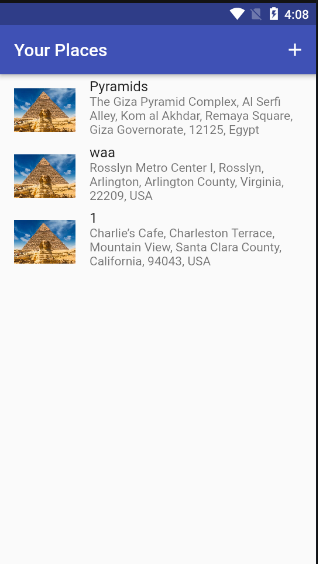 4:08
Your Places +
Pyramids
The Giza Pyramid Complex, Al Serfi
Alley, Kom al Akhdar, Remaya Square,
Giza Governorate, 12125, Egypt
waa
Rosslyn Metro Center I, Rosslyn,
Arlington, Arlington County, Virginia,
22209, USA
1
Charlie's Cafe, Charleston Terrace,
Mountain View, Santa Clara County,
California, 94043, USA